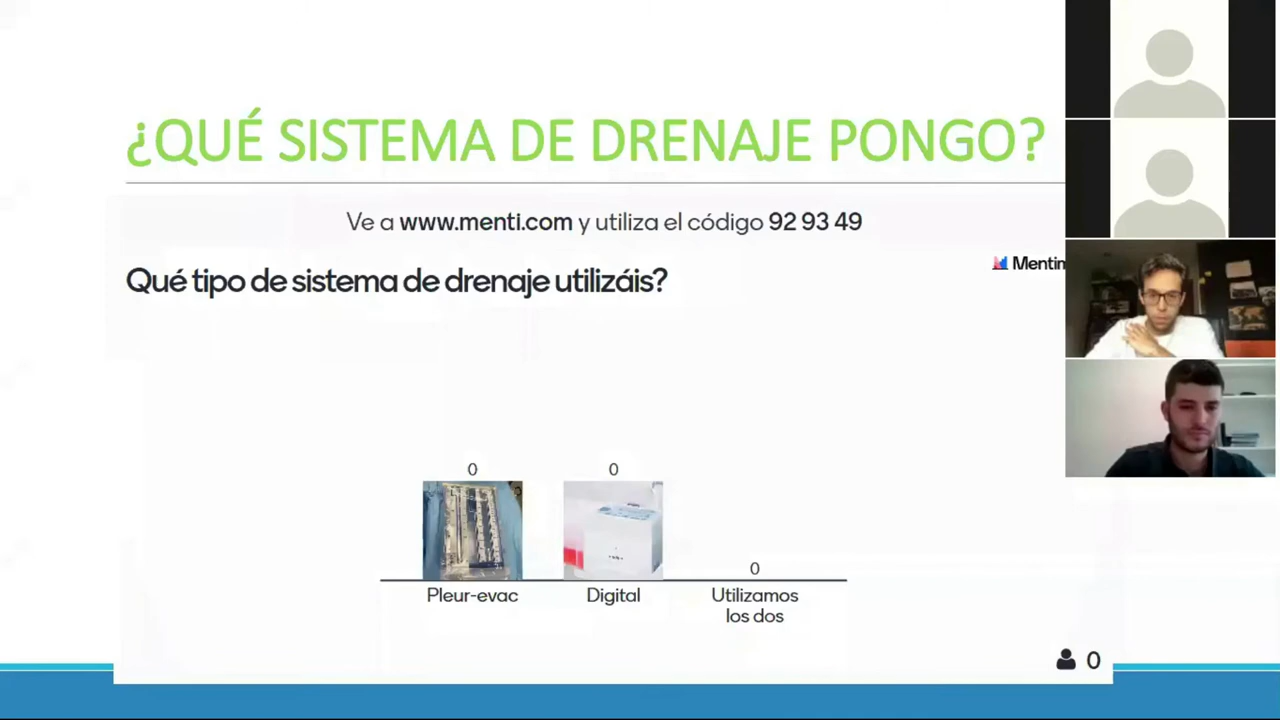 ¿QUÉ SISTEMA DE DRENAJE PONGO?
Ve a www.menti.com y utiliza el código 92 93 49
Mentim
Qué tipo de sistema de drenaje utilizáis?
0
0
0
Pleur-evac
Digital
Utilizamos
los dos
0